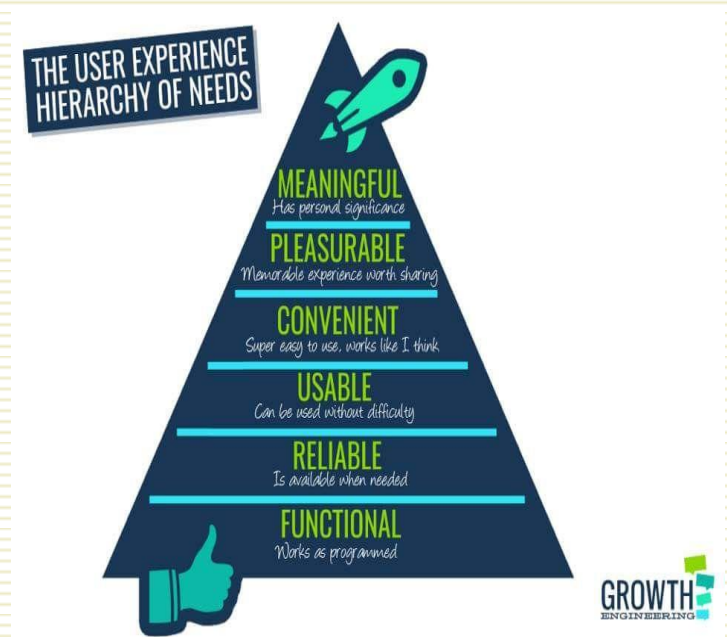 THE USER EXPERIENCE
HIERARCHY OF NEEDS
MEANINGFUL
Has personal significance
PLEASURABLE
Memorable experience worth sharing
CONVENIENT
Super easy to use, works like I think
USABLE
Can be used without difficulty
RELIABLE
Is available when needed
FUNCTIONAL
Works as programmed
GROWTH
ENGINEERING